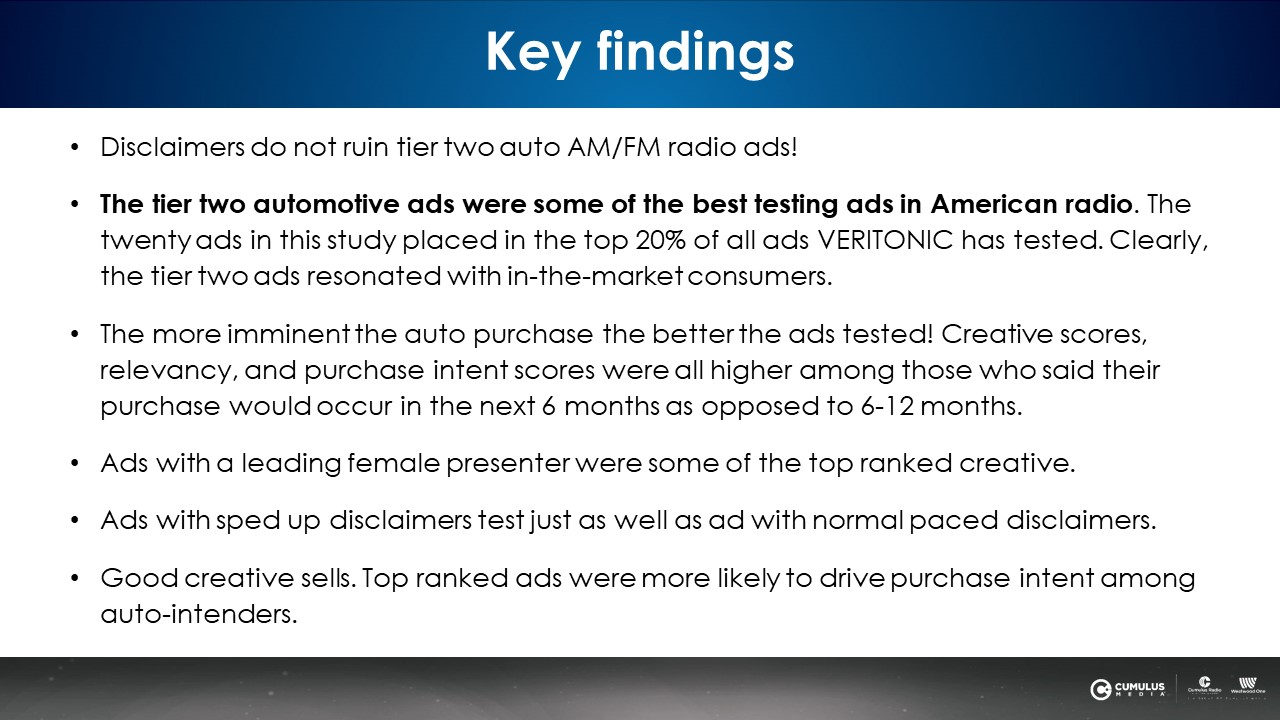 Key findings
• Disclaimers do not ruin tier two auto AM/FM radio ads!
• The tier two automotive ads were some of the best testing ads in American radio. The
twenty ads in this study placed in the top 20% of all ads VERITONIC has tested. Clearly,
the tier two ads resonated with in-the-market consumers.
• The more imminent the auto purchase the better the ads tested! Creative scores,
relevancy, and purchase intent scores were all higher among those who said their
purchase would occur in the next 6 months as opposed to 6-12 months.
• Ads with a leading female presenter were some of the top ranked creative.
• Ads with sped up disclaimers test just as well as ad with normal paced disclaimers.
• Good creative sells. Top ranked ads were more likely to drive purchase intent among
auto-intenders.
CUMULUS
MEDIA
Cumulus Radio
Westwood One